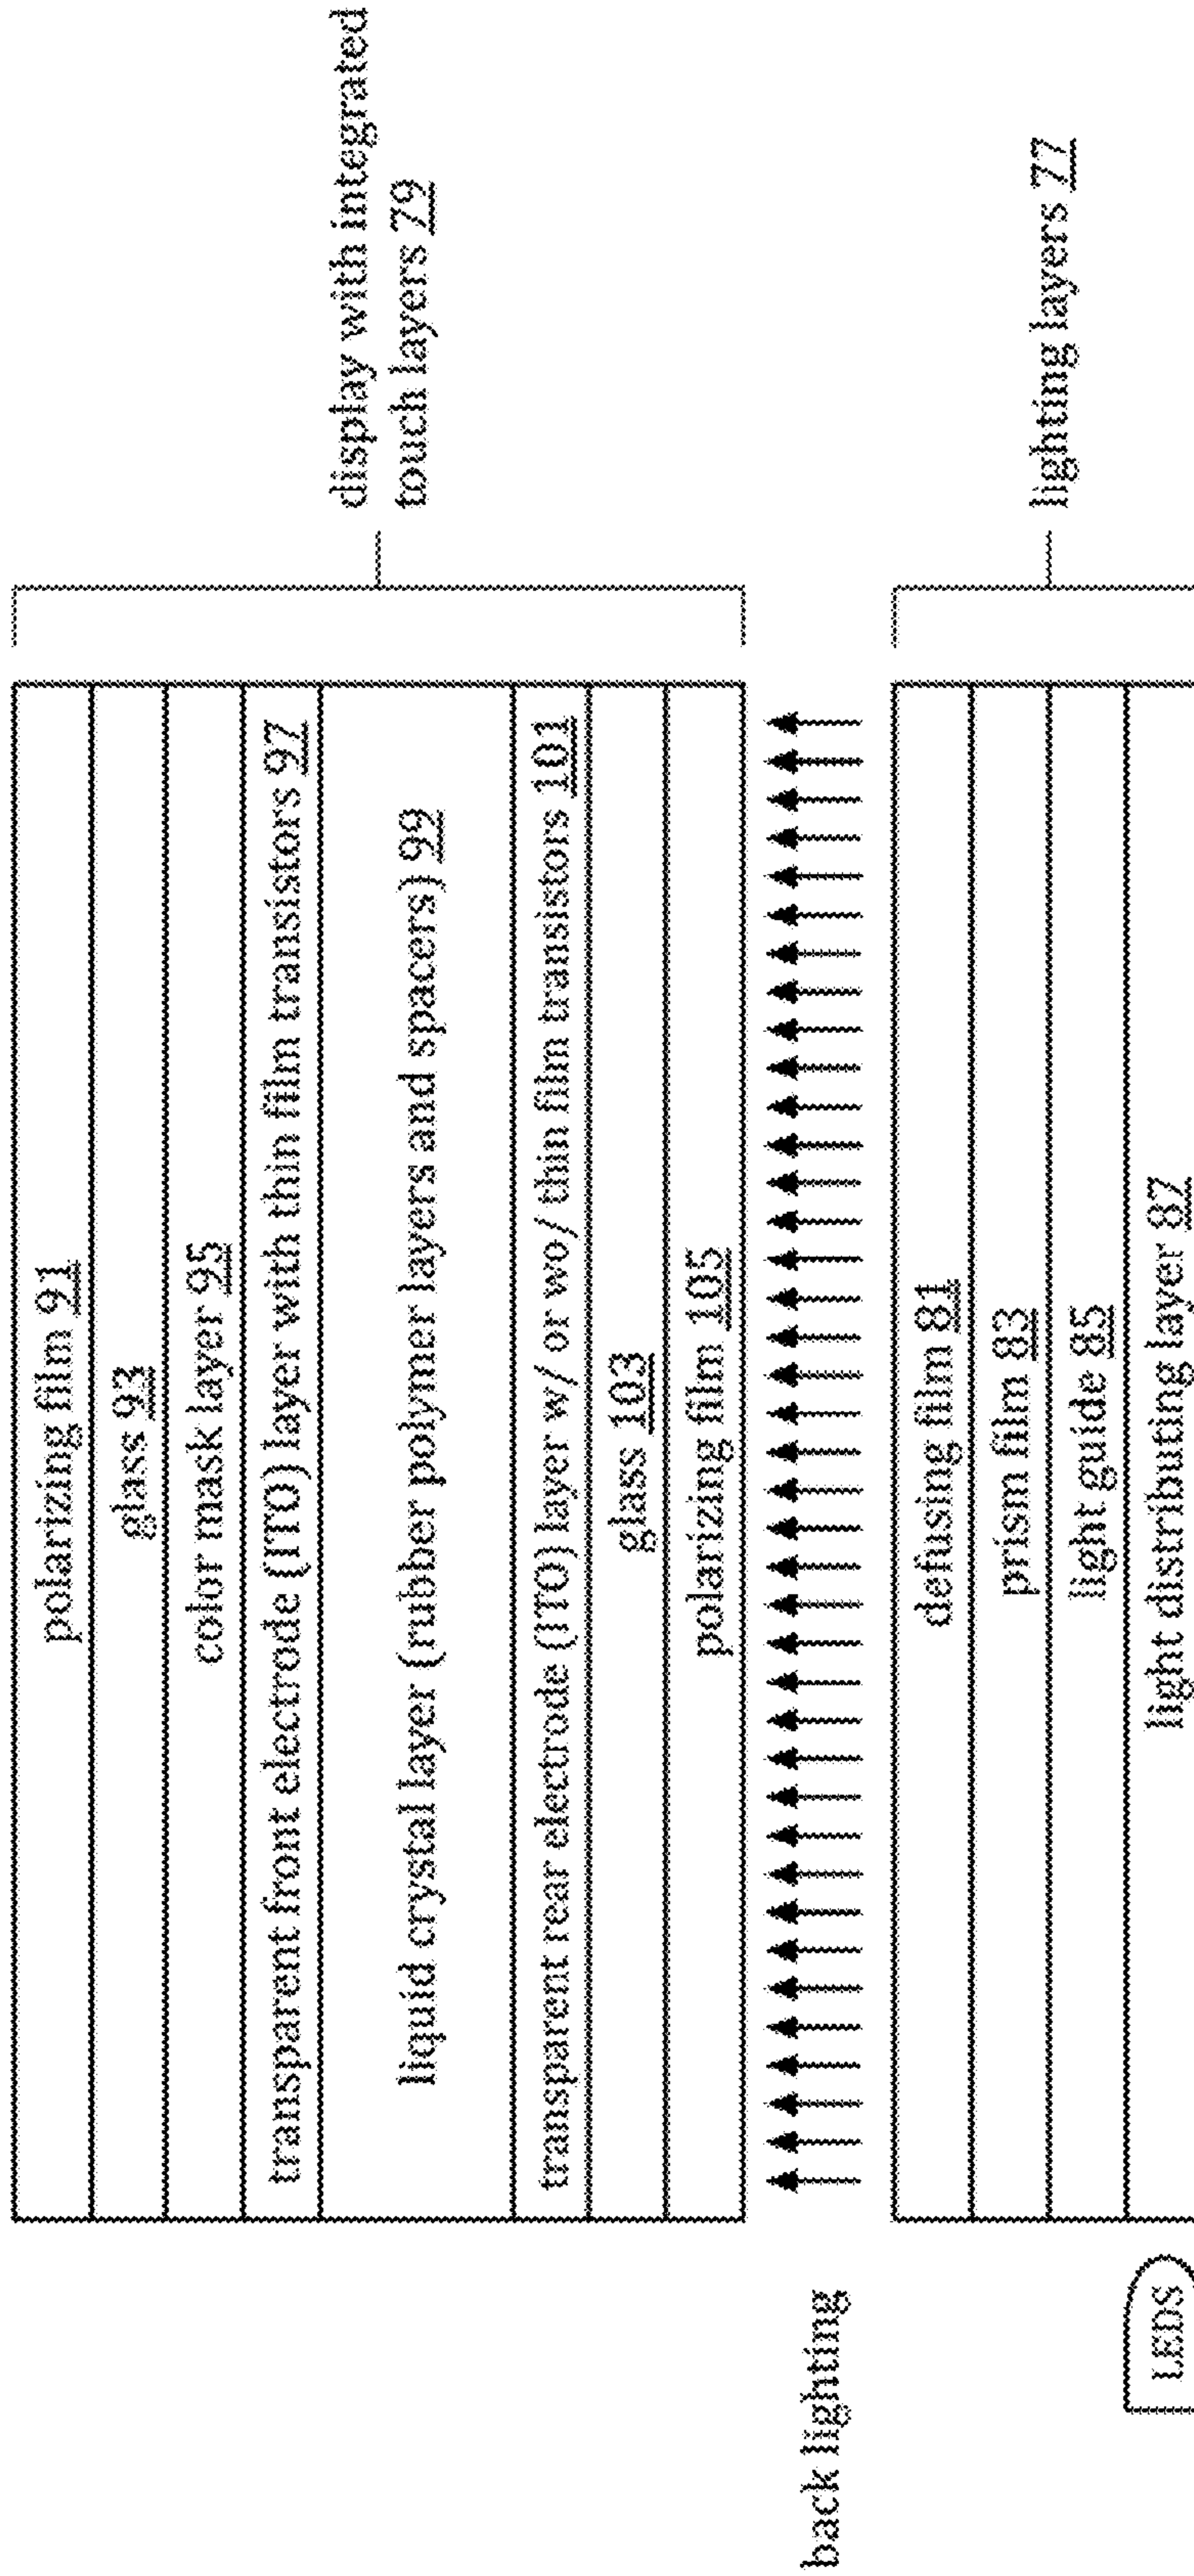 polarizing film 91
glass 93
color mask layer 95
transparent front electrode (ITO) layer with thin film transistors 97
liquid crystal layer (rubber polymer layers and spacers) 99
transparent rear electrode (ITO) layer w/ or wo/ thin film transistors 101
glass 103
polarizing film 105
display with integrated
touch layers 79
back lighting
defusing film 81
prism film 83
light guide 85
light distributing layer 87
lighting layers 77
LEDS